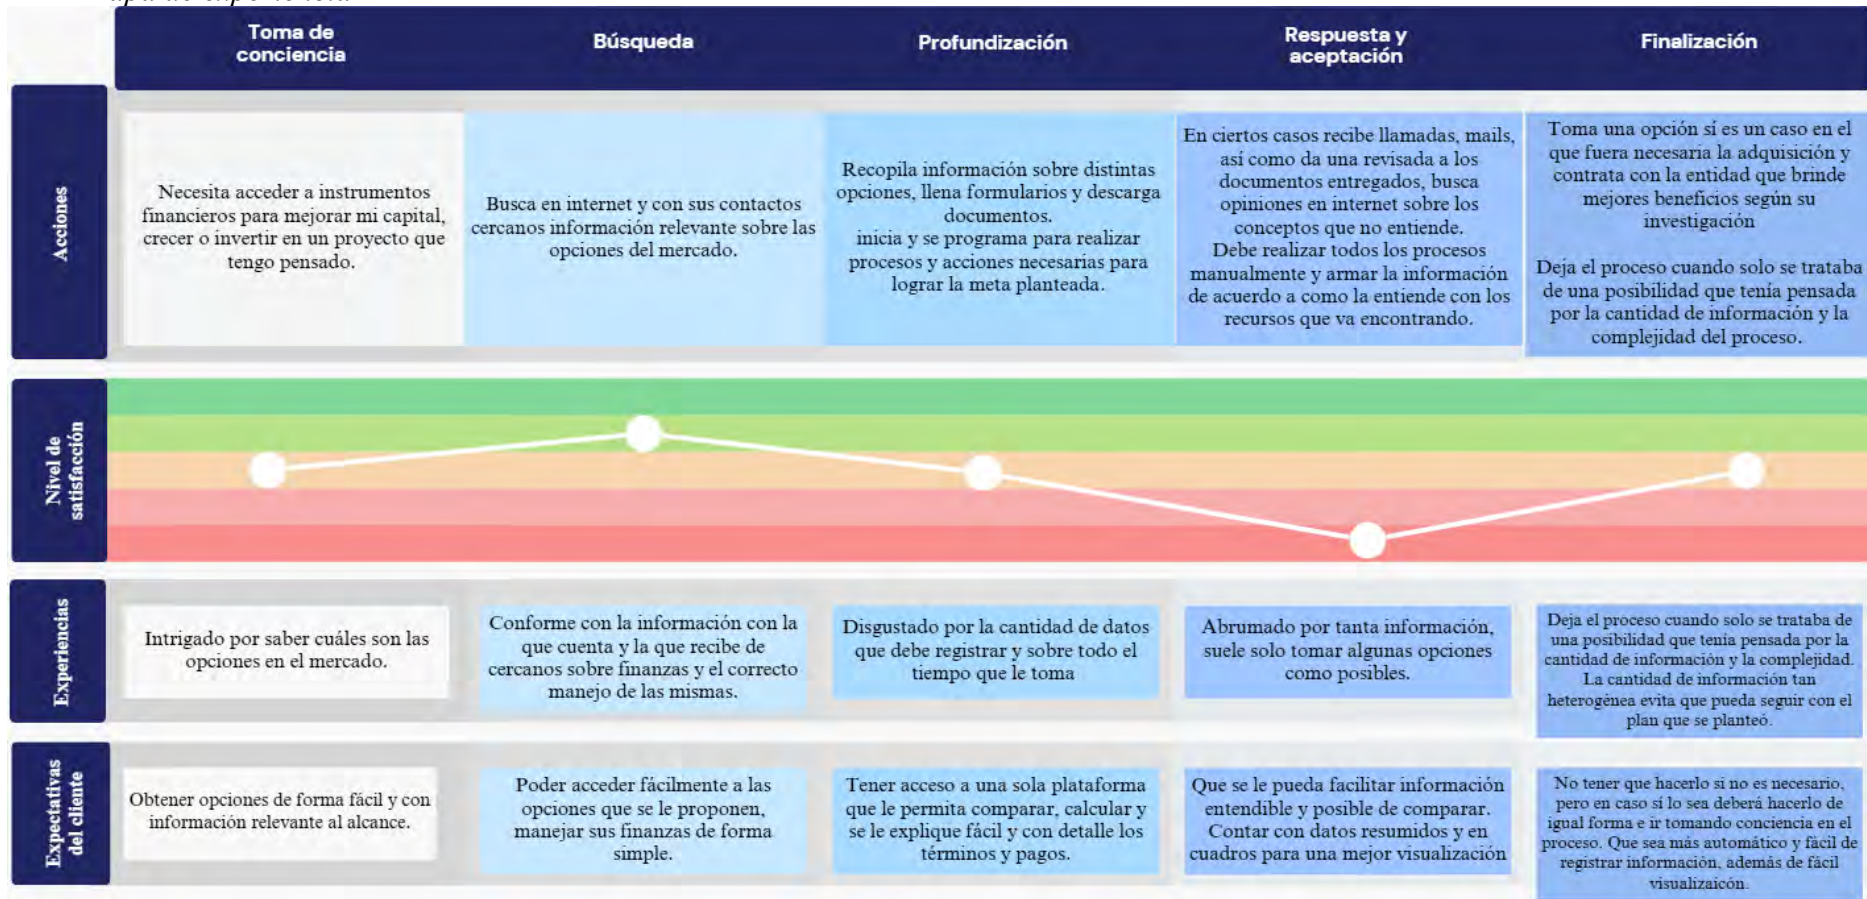 Toma de
conciencia
Búsqueda
Profundización
Respuesta y
aceptación
Finalización
Acciones
Necesita acceder a instrumentos
financieros para mejorar mi capital,
crecer o invertir en un proyecto que
tengo pensado.
Busca en internet y con sus contactos
cercanos información relevante sobre las
opciones del mercado.
Recopila información sobre distintas
opciones, llena formularios y descarga
documentos.
inicia y se programa para realizar
procesos y acciones necesarias para
lograr la meta planteada.
En ciertos casos recibe llamadas, mails,
así como da una revisada a los
documentos entregados, busca
opiniones en internet sobre los
conceptos que no entiende.
Debe realizar todos los procesos
manualmente y armar la información
de acuerdo a como la entiende con los
recursos que va encontrando.
Toma una opción sí es un caso en el
que fuera necesaria la adquisición y
contrata con la entidad que brinde
mejores beneficios según su
investigación
Deja el proceso cuando solo se trataba
de una posibilidad que tenía pensada
por la cantidad de información y la
complejidad del proceso.
Nivel de
satisfacción
Experiencias
Intrigado por saber cuáles son las
opciones en el mercado.
Conforme con la información con la
que cuenta y la que recibe de
cercanos sobre finanzas y el correcto
manejo de las mismas.
Disgustado por la cantidad de datos
que debe registrar y sobre todo el
tiempo que le toma
Abrumado por tanta información,
suele solo tomar algunas opciones
como posibles.
Deja el proceso cuando solo se trataba de
una posibilidad que tenía pensada por la
cantidad de información y la complejidad.
La cantidad de información tan
heterogénea evita que pueda seguir con el
plan que se planteó.
Expectativas
del cliente
Obtener opciones de forma fácil y con
información relevante al alcance.
Poder acceder fácilmente a las
opciones que se le proponen,
manejar sus finanzas de forma
simple.
Tener acceso a una sola plataforma
que le permita comparar, calcular y
se le explique fácil y con detalle los
términos y pagos.
Que se le pueda facilitar información
entendible y posible de comparar.
Contar con datos resumidos y en
cuadros para una mejor visualización
No tener que hacerlo si no es necesario,
pero en caso sí lo sea deberá hacerlo de
igual forma e ir tomando conciencia en el
proceso. Que sea más automático y fácil de
registrar información, además de fácil
visualizaicón.